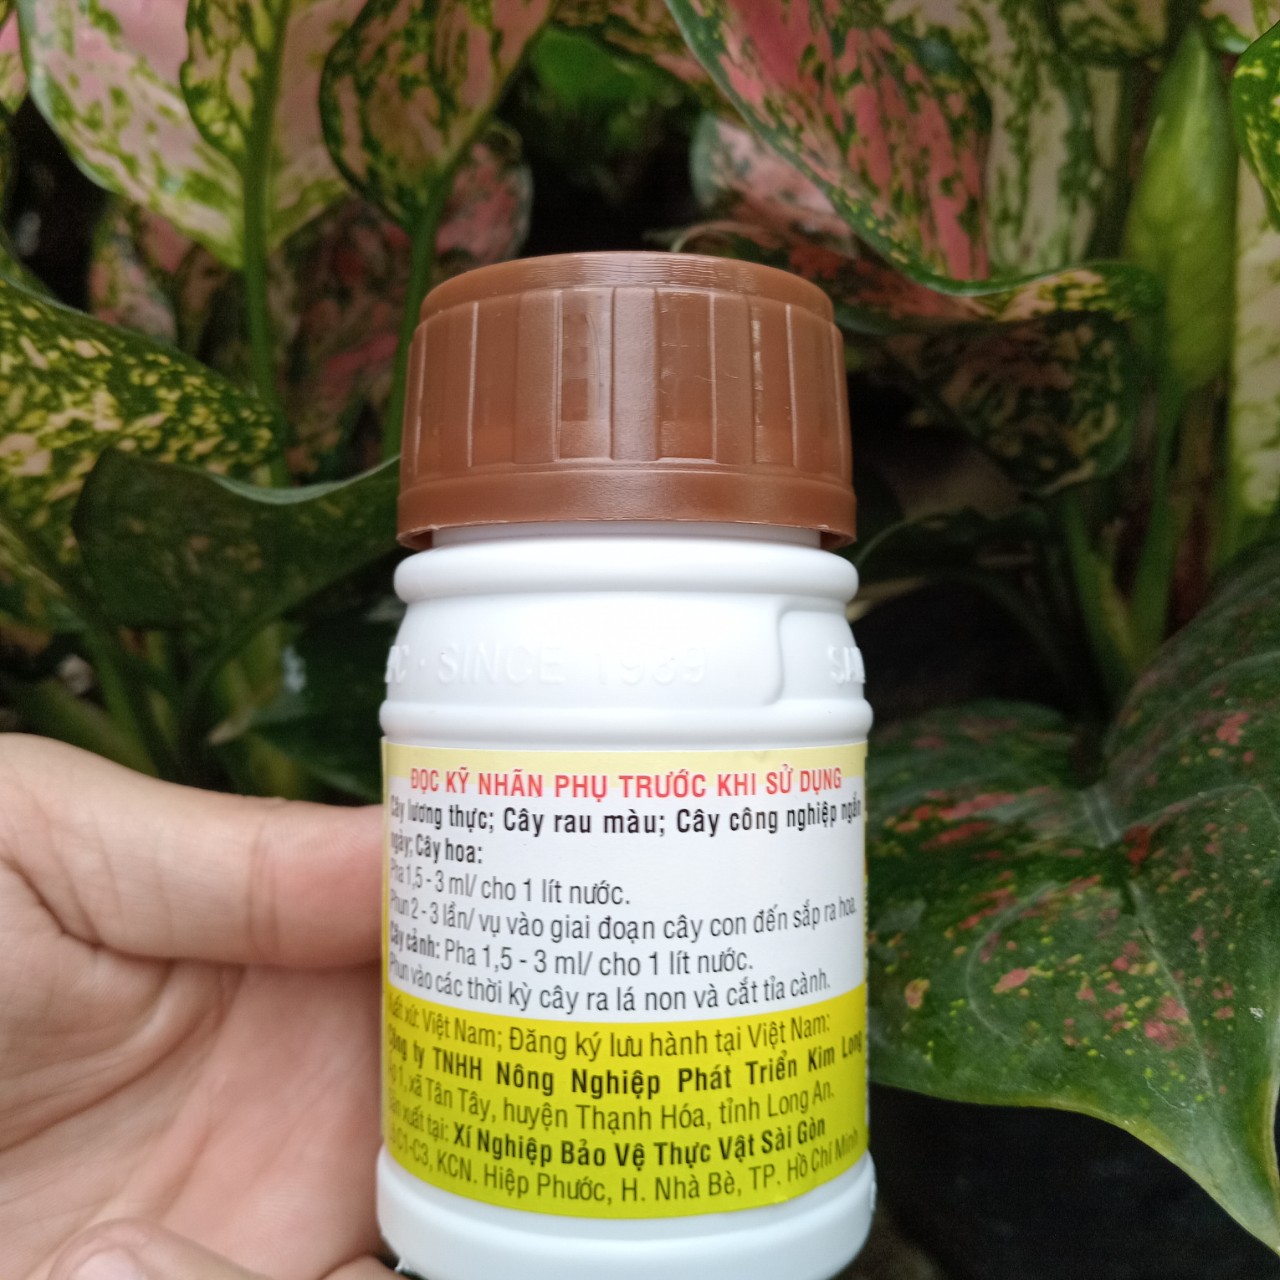 SINCE 1989
ĐỌC KỸ NHÃN PHỤ TRƯỚC KHI SỬ DỤNG
Cây lương thực; Cây rau màu; Cây công nghiệp ngắn
ngày; Cây hoa:
Pha 1,5 - 3 ml/ cho 1 lít nước.
Phun 2 - 3 lần/ vụ vào giai đoạn cây con đến sắp ra hoa.
Cây cảnh: Pha 1,5 - 3 ml/ cho 1 lít nước.
Phun vào các thời kỳ cây ra lá non và cắt tỉa cành.
Xuất xứ: Việt Nam; Đăng ký lưu hành tại Việt Nam:
Công ty TNHH Nông Nghiệp Phát Triển Kim Long
Ấp 1, xã Tân Tây, huyện Thạnh Hóa, tỉnh Long An.
Sản xuất tại: Xí Nghiệp Bảo Vệ Thực Vật Sài Gòn
C1-C3, KCN. Hiệp Phước, H. Nhà Bè, TP. Hồ Chí Minh